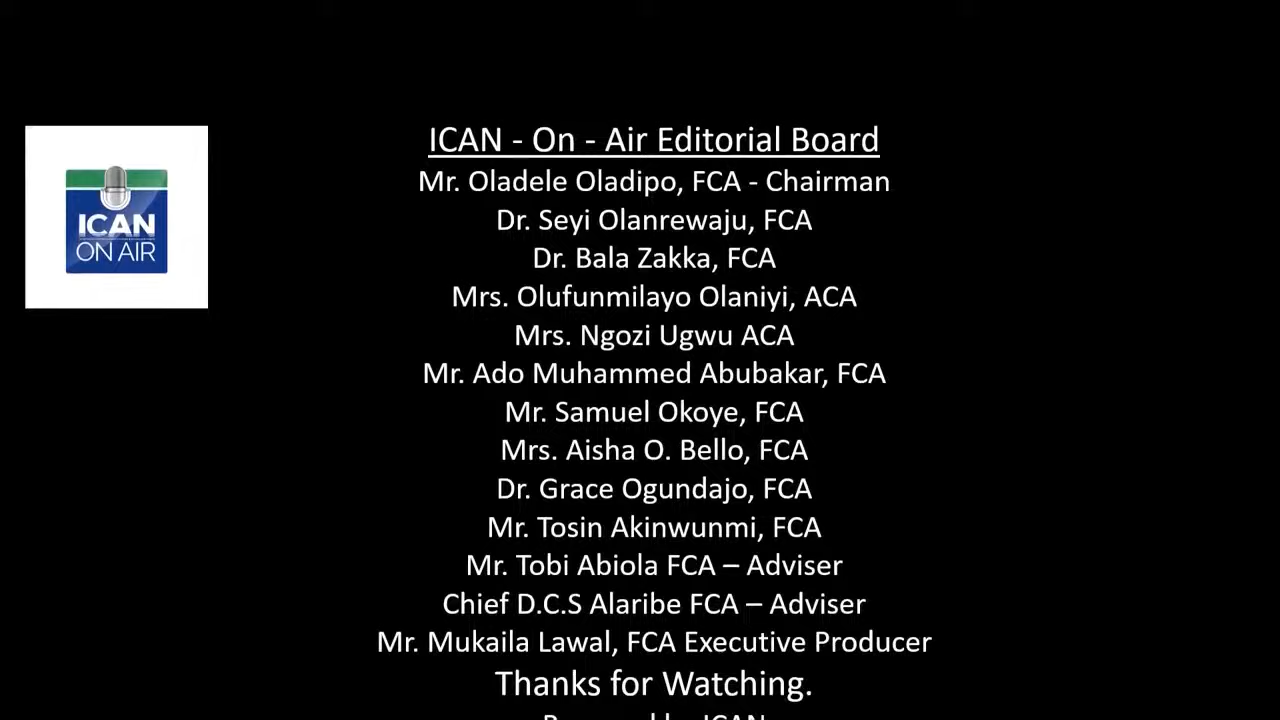 ICAN - On - Air Editorial Board
Mr. Oladele Oladipo, FCA - Chairman
Dr. Seyi Olanrewaju, FCA
Dr. Bala Zakka, FCA
Mrs. Olufunmilayo Olaniyi, ACA
Mrs. Ngozi Ugwu ACA
Mr. Ado Muhammed Abubakar, FCA
Mr. Samuel Okoye, FCA
Mrs. Aisha O. Bello, FCA
Dr. Grace Ogundajo, FCA
Mr. Tosin Akinwunmi, FCA
Mr. Tobi Abiola FCA – Adviser
Chief D.C.S Alaribe FCA – Adviser
Mr. Mukaila Lawal, FCA Executive Producer
Thanks for Watching.
ICAN
ICAN
ON AIR